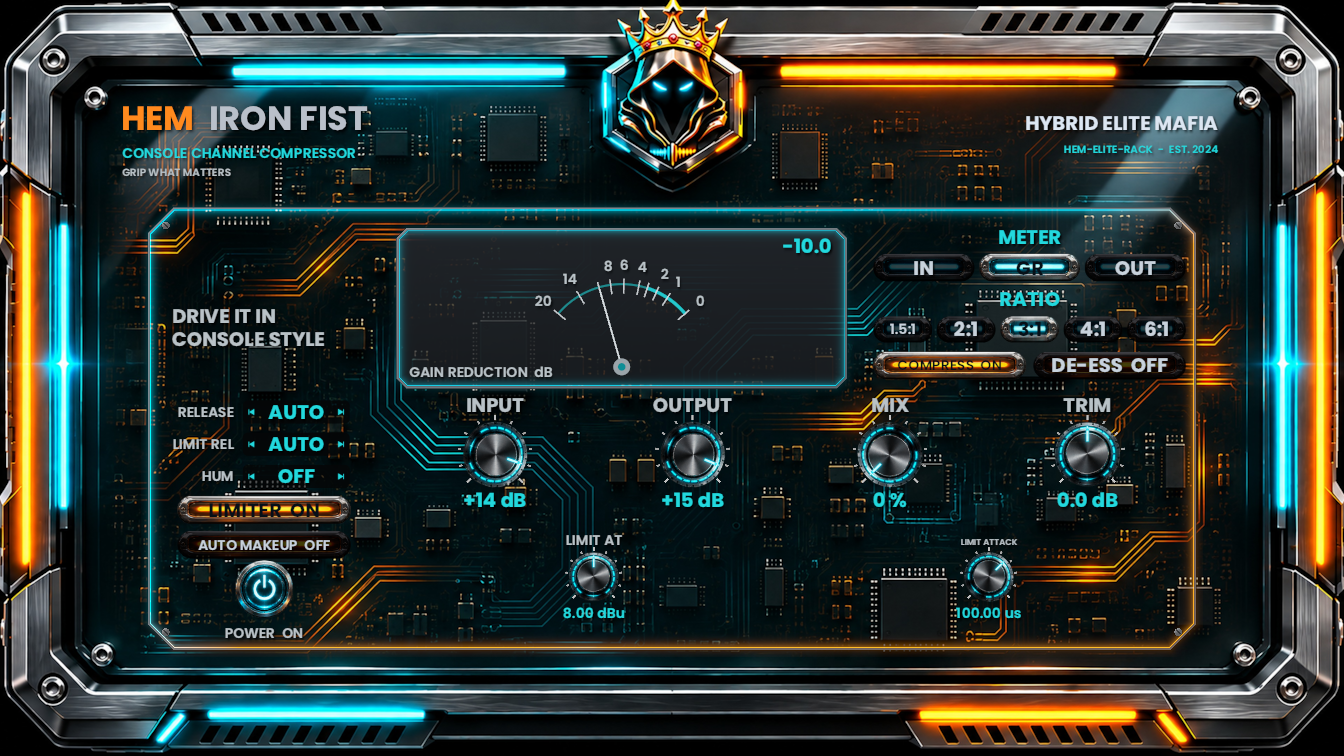 HEM IRON FIST
CONSOLE CHANNEL COMPRESSOR
GRIP WHAT MATTERS
HYBRID ELITE MAFIA
HEM-ELITE-RACK - EST. 2024
-10.0
20 14 8 6 4 2 1 0
GAIN REDUCTION dB
METER
IN GR OUT
RATIO
1.5:1 2:1 3:1 4:1 6:1
COMPRESS ON DE-ESS OFF
DRIVE IT IN
CONSOLE STYLE
RELEASE AUTO
LIMIT REL AUTO
HUM OFF
LIMITER ON
AUTO MAKEUP OFF
POWER ON
INPUT OUTPUT MIX TRIM
+14 dB +15 dB 0 % 0.0 dB
LIMIT AT LIMIT ATTACK
8.00 dBu 100.00 us